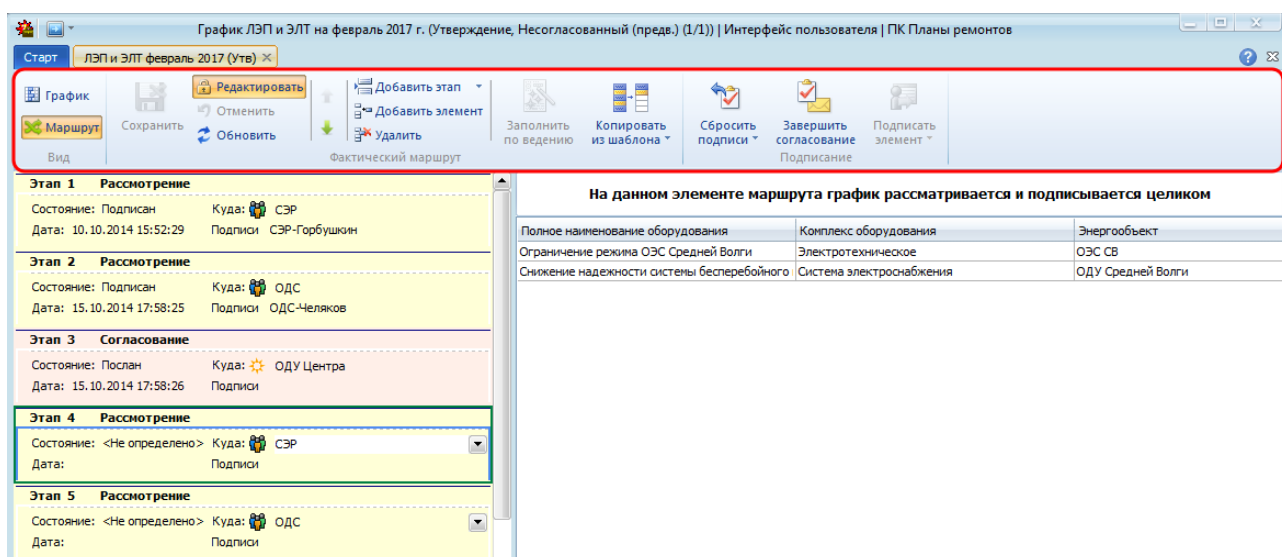 График ЛЭП и ЭЛТ на февраль 2017 г. (Утверждение, Несогласованный (предв.) (1/1)) | Интерфейс пользователя | ПК Планы ремонтов
Старт ЛЭП и ЭЛТ февраль 2017 (Утв)
График
Маршрут
Вид
Сохранить
Редактировать
Отменить
Обновить
Добавить этап
Добавить элемент
Удалить
Фактический маршрут
Заполнить по ведению
Копировать из шаблона
Сбросить подписи
Завершить согласование
Подписать элемент
Подписание
Этап 1 Рассмотрение
Состояние: Подписан Куда: СЭР
Дата: 10.10.2014 15:52:29 Подписи СЭР-Горбушкин
Этап 2 Рассмотрение
Состояние: Подписан Куда: ОДС
Дата: 15.10.2014 17:58:25 Подписи ОДС-Челяков
Этап 3 Согласование
Состояние: Послан Куда: ОДУ Центра
Дата: 15.10.2014 17:58:26 Подписи
Этап 4 Рассмотрение
Состояние: <Не определено> Куда: СЭР
Дата: Подписи
Этап 5 Рассмотрение
Состояние: <Не определено> Куда: ОДС
Дата: Подписи
На данном элементе маршрута график рассматривается и подписывается целиком
Полное наименование оборудования Комплекс оборудования Энергообъект
Ограничение режима ОЭС Средней Волги Электротехническое ОЭС СВ
Снижение надежности системы бесперебойного Система электроснабжения ОДУ Средней Волги